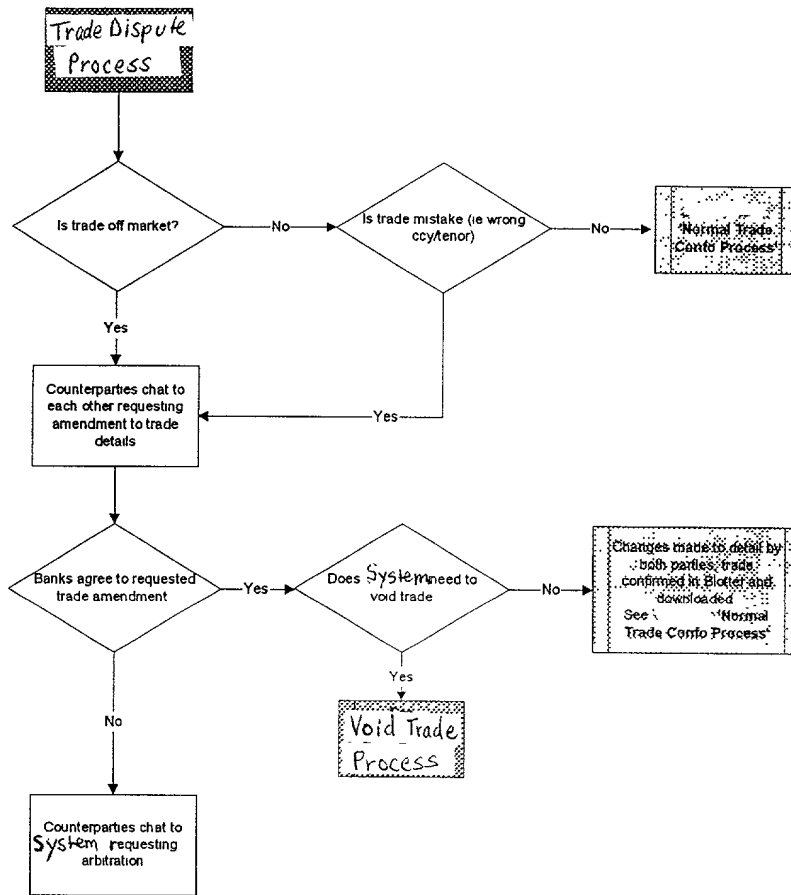 Trade Dispute
Process
Is trade off market?
No
Is trade mistake (ie wrong
ccy/tenor)
No
"Normal Trade
Confo Process"
Yes
Counterparties chat to
each other requesting
amendment to trade
details
Yes
Banks agree to requested
trade amendment
Yes
Does System need to
void trade
No
Changes made to detail by
both parties, trade
confirmed in Blotter and
downloaded
See "Normal
Trade Confo Process"
Yes
No
Void Trade
Process
Counterparties chat to
System requesting
arbitration